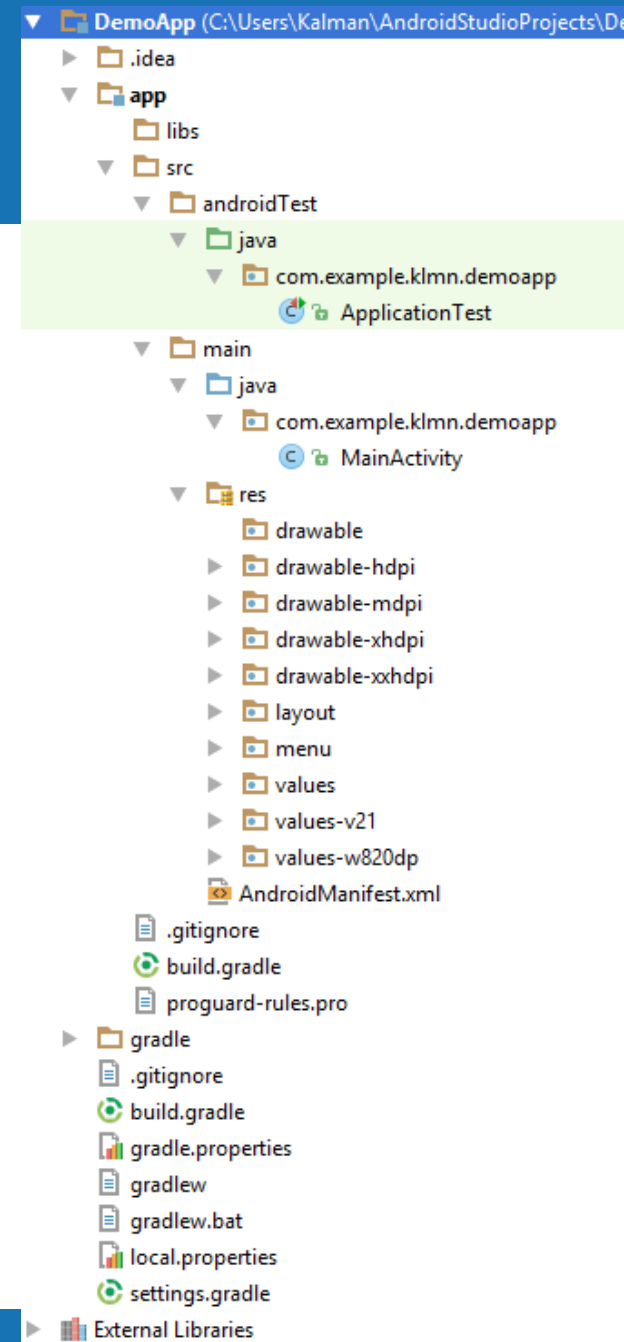 DemoApp (C:\Users\Kalman\AndroidStudioProjects\De
.idea
app
libs
src
androidTest
java
com.example.klmn.demoapp
ApplicationTest
main
java
com.example.klmn.demoapp
MainActivity
res
drawable
drawable-hdpi
drawable-mdpi
drawable-xhdpi
drawable-xxhdpi
layout
menu
values
values-v21
values-w820dp
AndroidManifest.xml
.gitignore
build.gradle
proguard-rules.pro
gradle
.gitignore
build.gradle
gradle.properties
gradlew
gradlew.bat
local.properties
settings.gradle
External Libraries